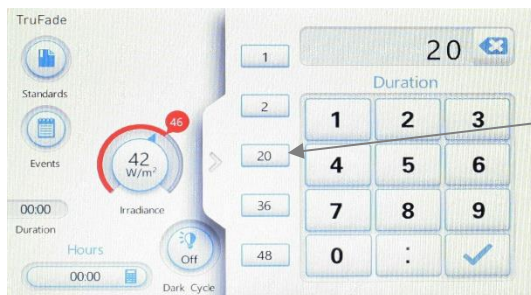 TruFade
Standards
Events
00:00
Duration
Hours
00:00
46
42
W/m²
Irradiance
Off
Dark Cycle
1
2
20
36
48
20
Duration
1 2 3
4 5 6
7 8 9
0 :